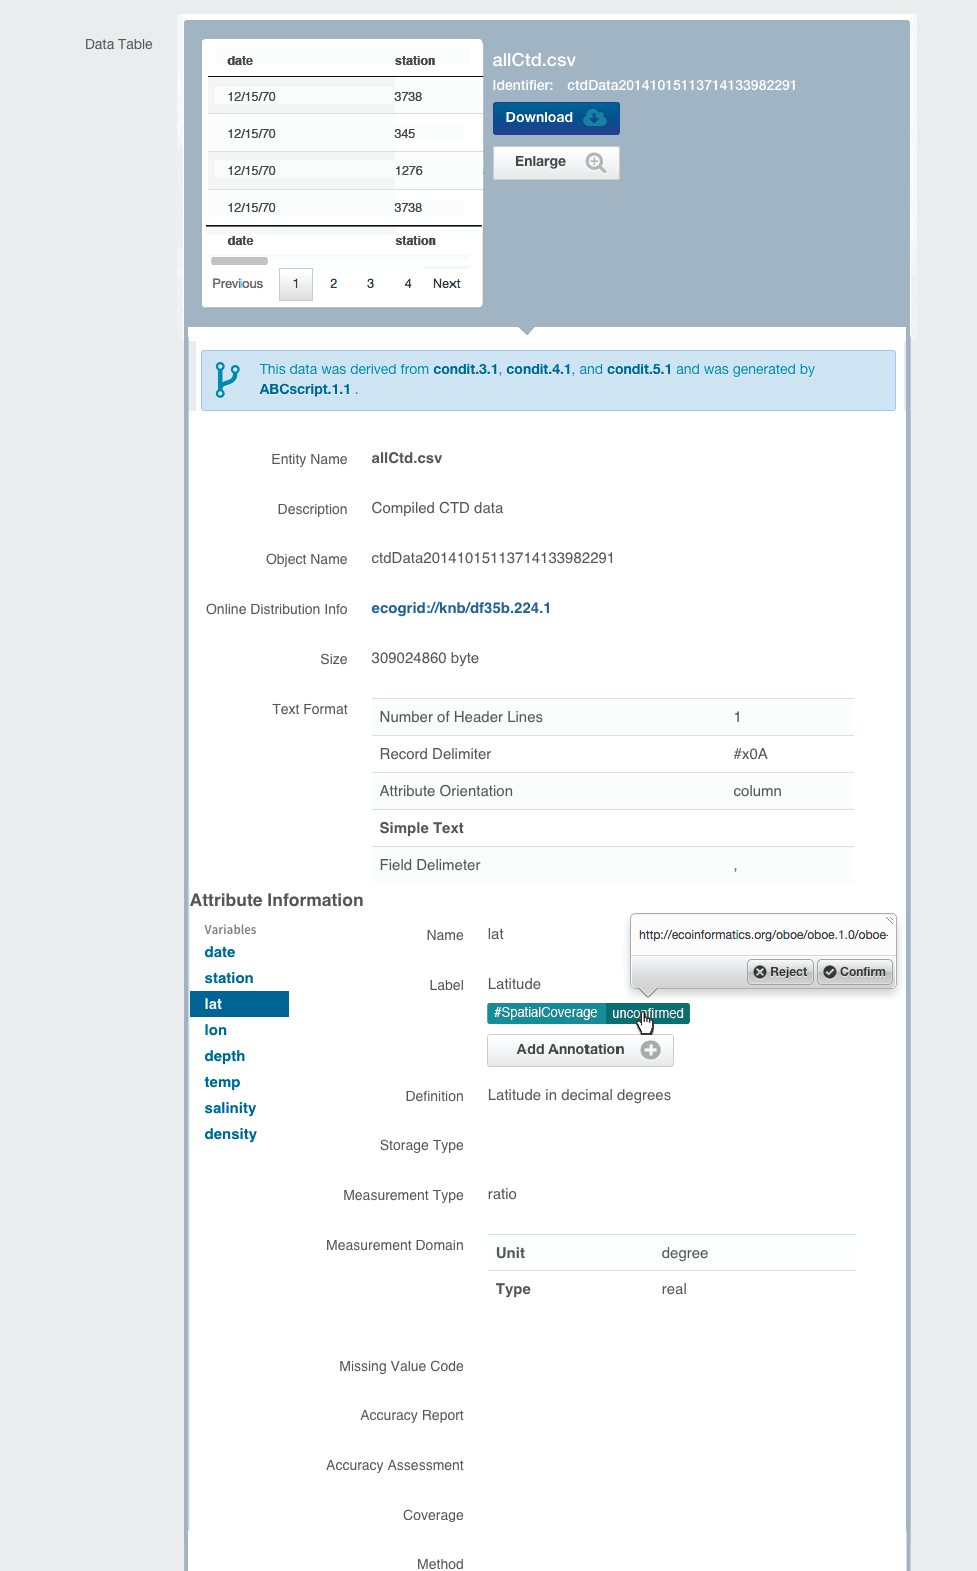 Data Table
date station
12/15/70 3738
12/15/70 345
12/15/70 1276
12/15/70 3738
date station
Previous 1 2 3 4 Next
allCtd.csv
Identifier: ctdData20141015113714133982291
Download
Enlarge
This data was derived from condit.3.1, condit.4.1, and condit.5.1 and was generated by
ABCscript.1.1 .
Entity Name allCtd.csv
Description Compiled CTD data
Object Name ctdData20141015113714133982291
Online Distribution Info ecogrid://knb/df35b.224.1
Size 309024860 byte
Text Format
Number of Header Lines 1
Record Delimiter #x0A
Attribute Orientation column
Simple Text
Field Delimeter ,
Attribute Information
Variables
date
station
lat
lon
depth
temp
salinity
density
Name lat
http://ecoinformatics.org/oboe/oboe.1.0/oboe-
Reject Confirm
Label Latitude
#SpatialCoverage unconfirmed
Add Annotation
Definition Latitude in decimal degrees
Storage Type
Measurement Type ratio
Measurement Domain
Unit degree
Type real
Missing Value Code
Accuracy Report
Accuracy Assessment
Coverage
Method